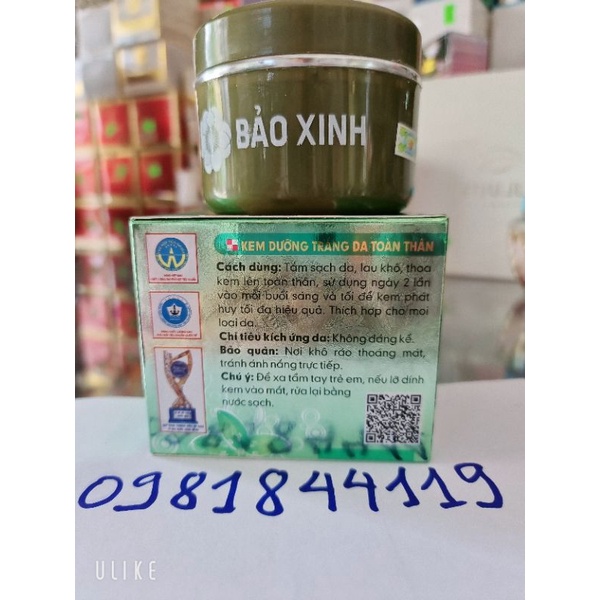 BẢO XINH
KEM DƯỠNG TRẮNG DA TOÀN THÂN
Cách dùng: Tắm sạch da, lau khô, thoa
kem lên toàn thân, sử dụng ngày 2 lần
vào mỗi buổi sáng và tối để kem phát
huy tối đa hiệu quả. Thích hợp cho mọi
loại da.
Chỉ tiêu kích ứng da: Không đáng kể.
Bảo quản: Nơi khô ráo thoáng mát,
tránh ánh nắng trực tiếp.
Chú ý: Để xa tầm tay trẻ em, nếu lỡ dính
kem vào mắt, rửa lại bằng
nước sạch.
0981844119
ULIKE